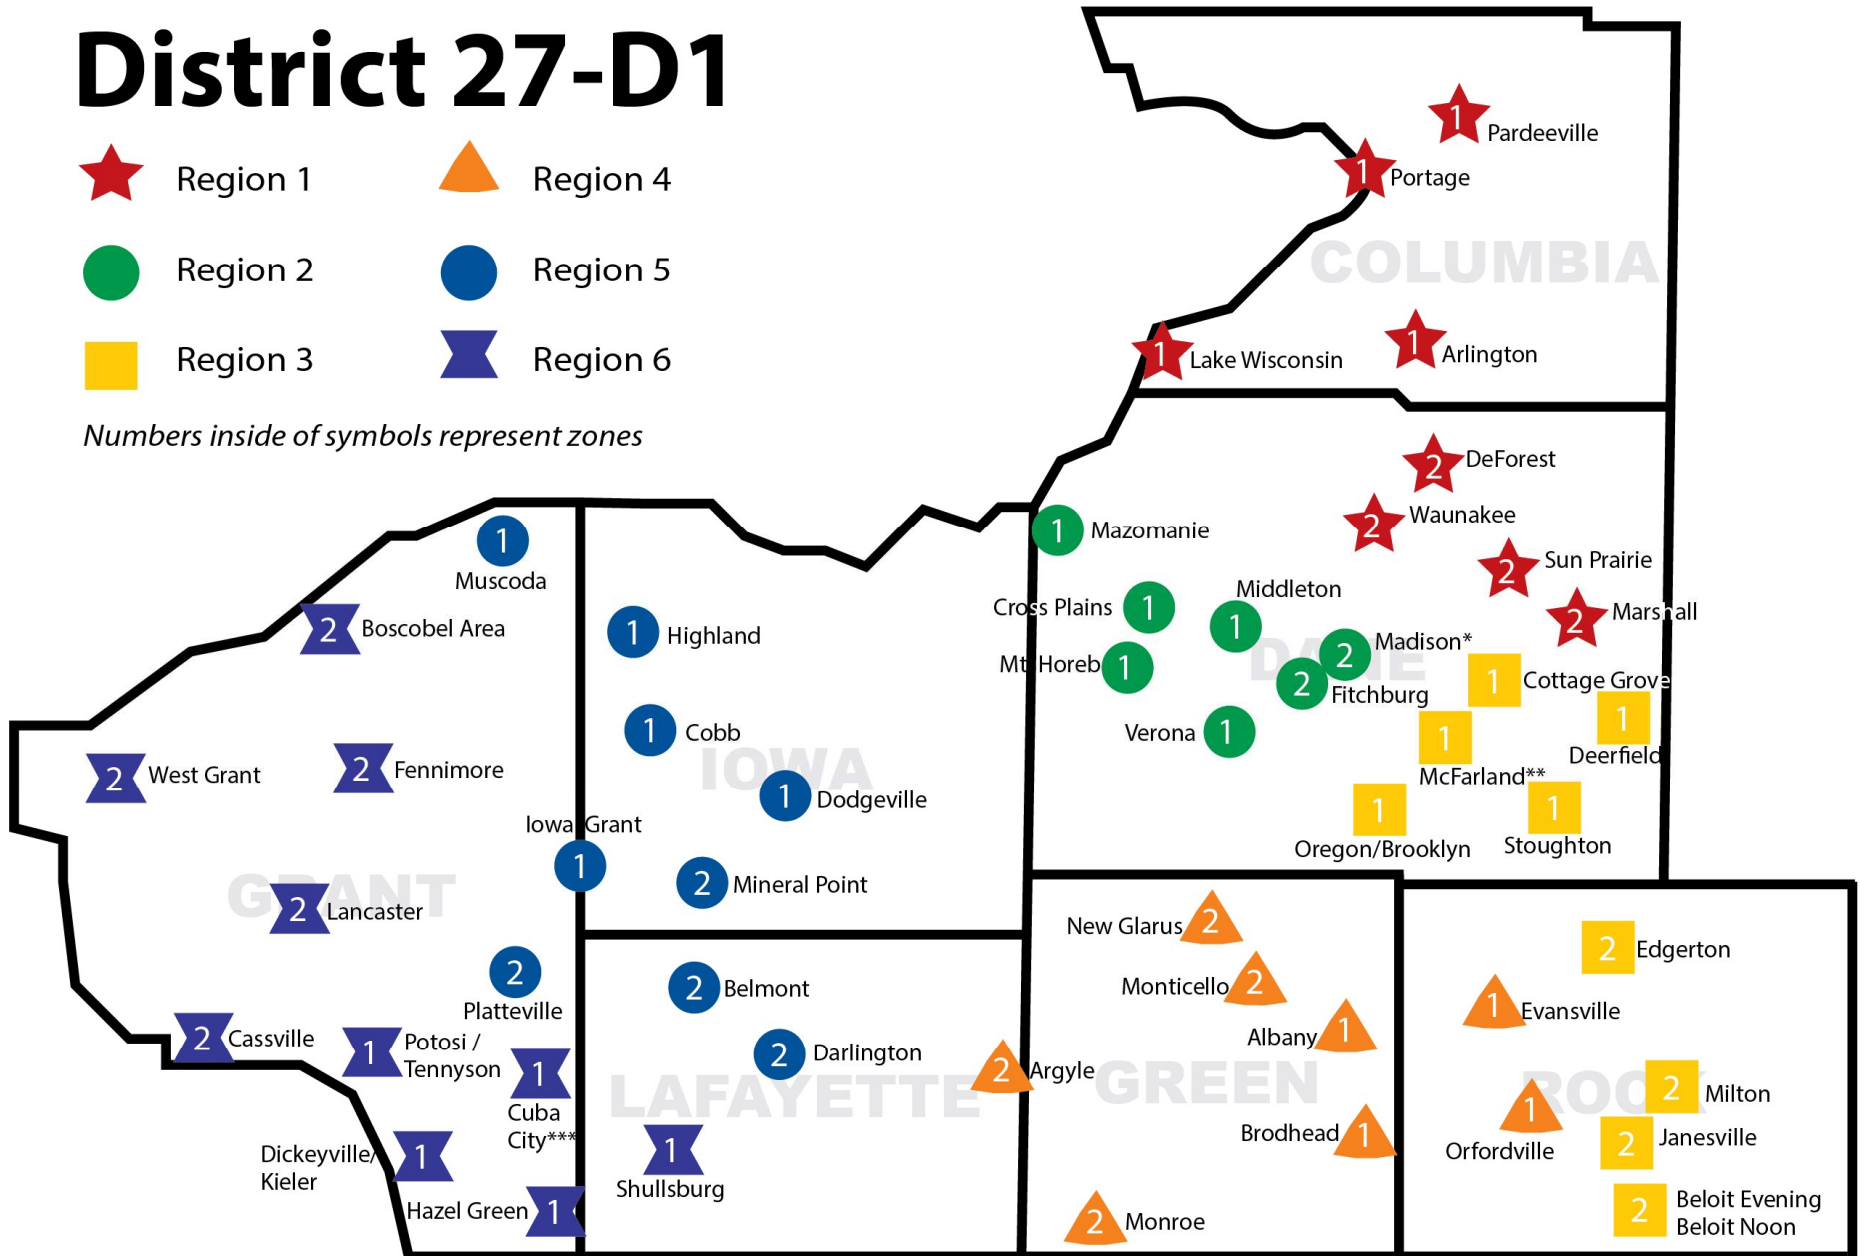 District 27-D1
Region 1
Region 4
Region 2
Region 5
Region 3
Region 6
Numbers inside of symbols represent zones
1
Pardeeville
1
Portage
COLUMBIA
1
Lake Wisconsin
1
Arlington
2
DeForest
2
Waunakee
2
Sun Prairie
2
Marshall
1
Mazomanie
1
Cross Plains
Middleton
1
1
Mt. Horeb
DANE
2
Madison*
2
Fitchburg
1
Verona
1
Cottage Grove
1
Deerfield
1
McFarland**
1
Oregon/Brooklyn
1
Stoughton
1
Muscoda
2
Boscobel Area
1
Highland
1
Cobb
IOWA
1
Dodgeville
2
West Grant
2
Fennimore
Iowa Grant
1
2
Mineral Point
GRANT
2
Lancaster
2
Platteville
2
Cassville
1
Potosi /
Tennyson
1
Cuba
City***
1
Dickeyville/
Kieler
Hazel Green
1
2
Belmont
2
Darlington
LAFAYETTE
2
Argyle
1
Shullsburg
New Glarus
2
Monticello
2
Albany
1
GREEN
Brodhead
1
2
Monroe
2
Edgerton
1
Evansville
ROCK
2
Milton
1
Orfordville
2
Janesville
2
Beloit Evening
Beloit Noon